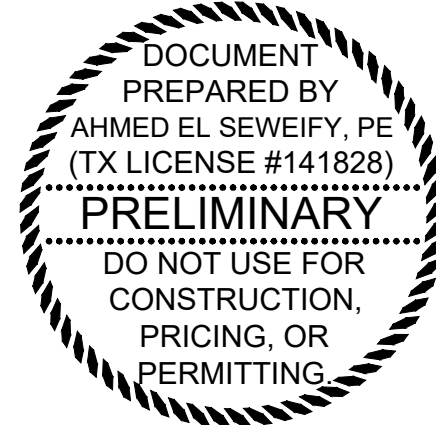 DOCUMENT
PREPARED BY
AHMED EL SEWEIFY, PE
(TX LICENSE #141828)
PRELIMINARY
DO NOT USE FOR
CONSTRUCTION,
PRICING, OR
PERMITTING.